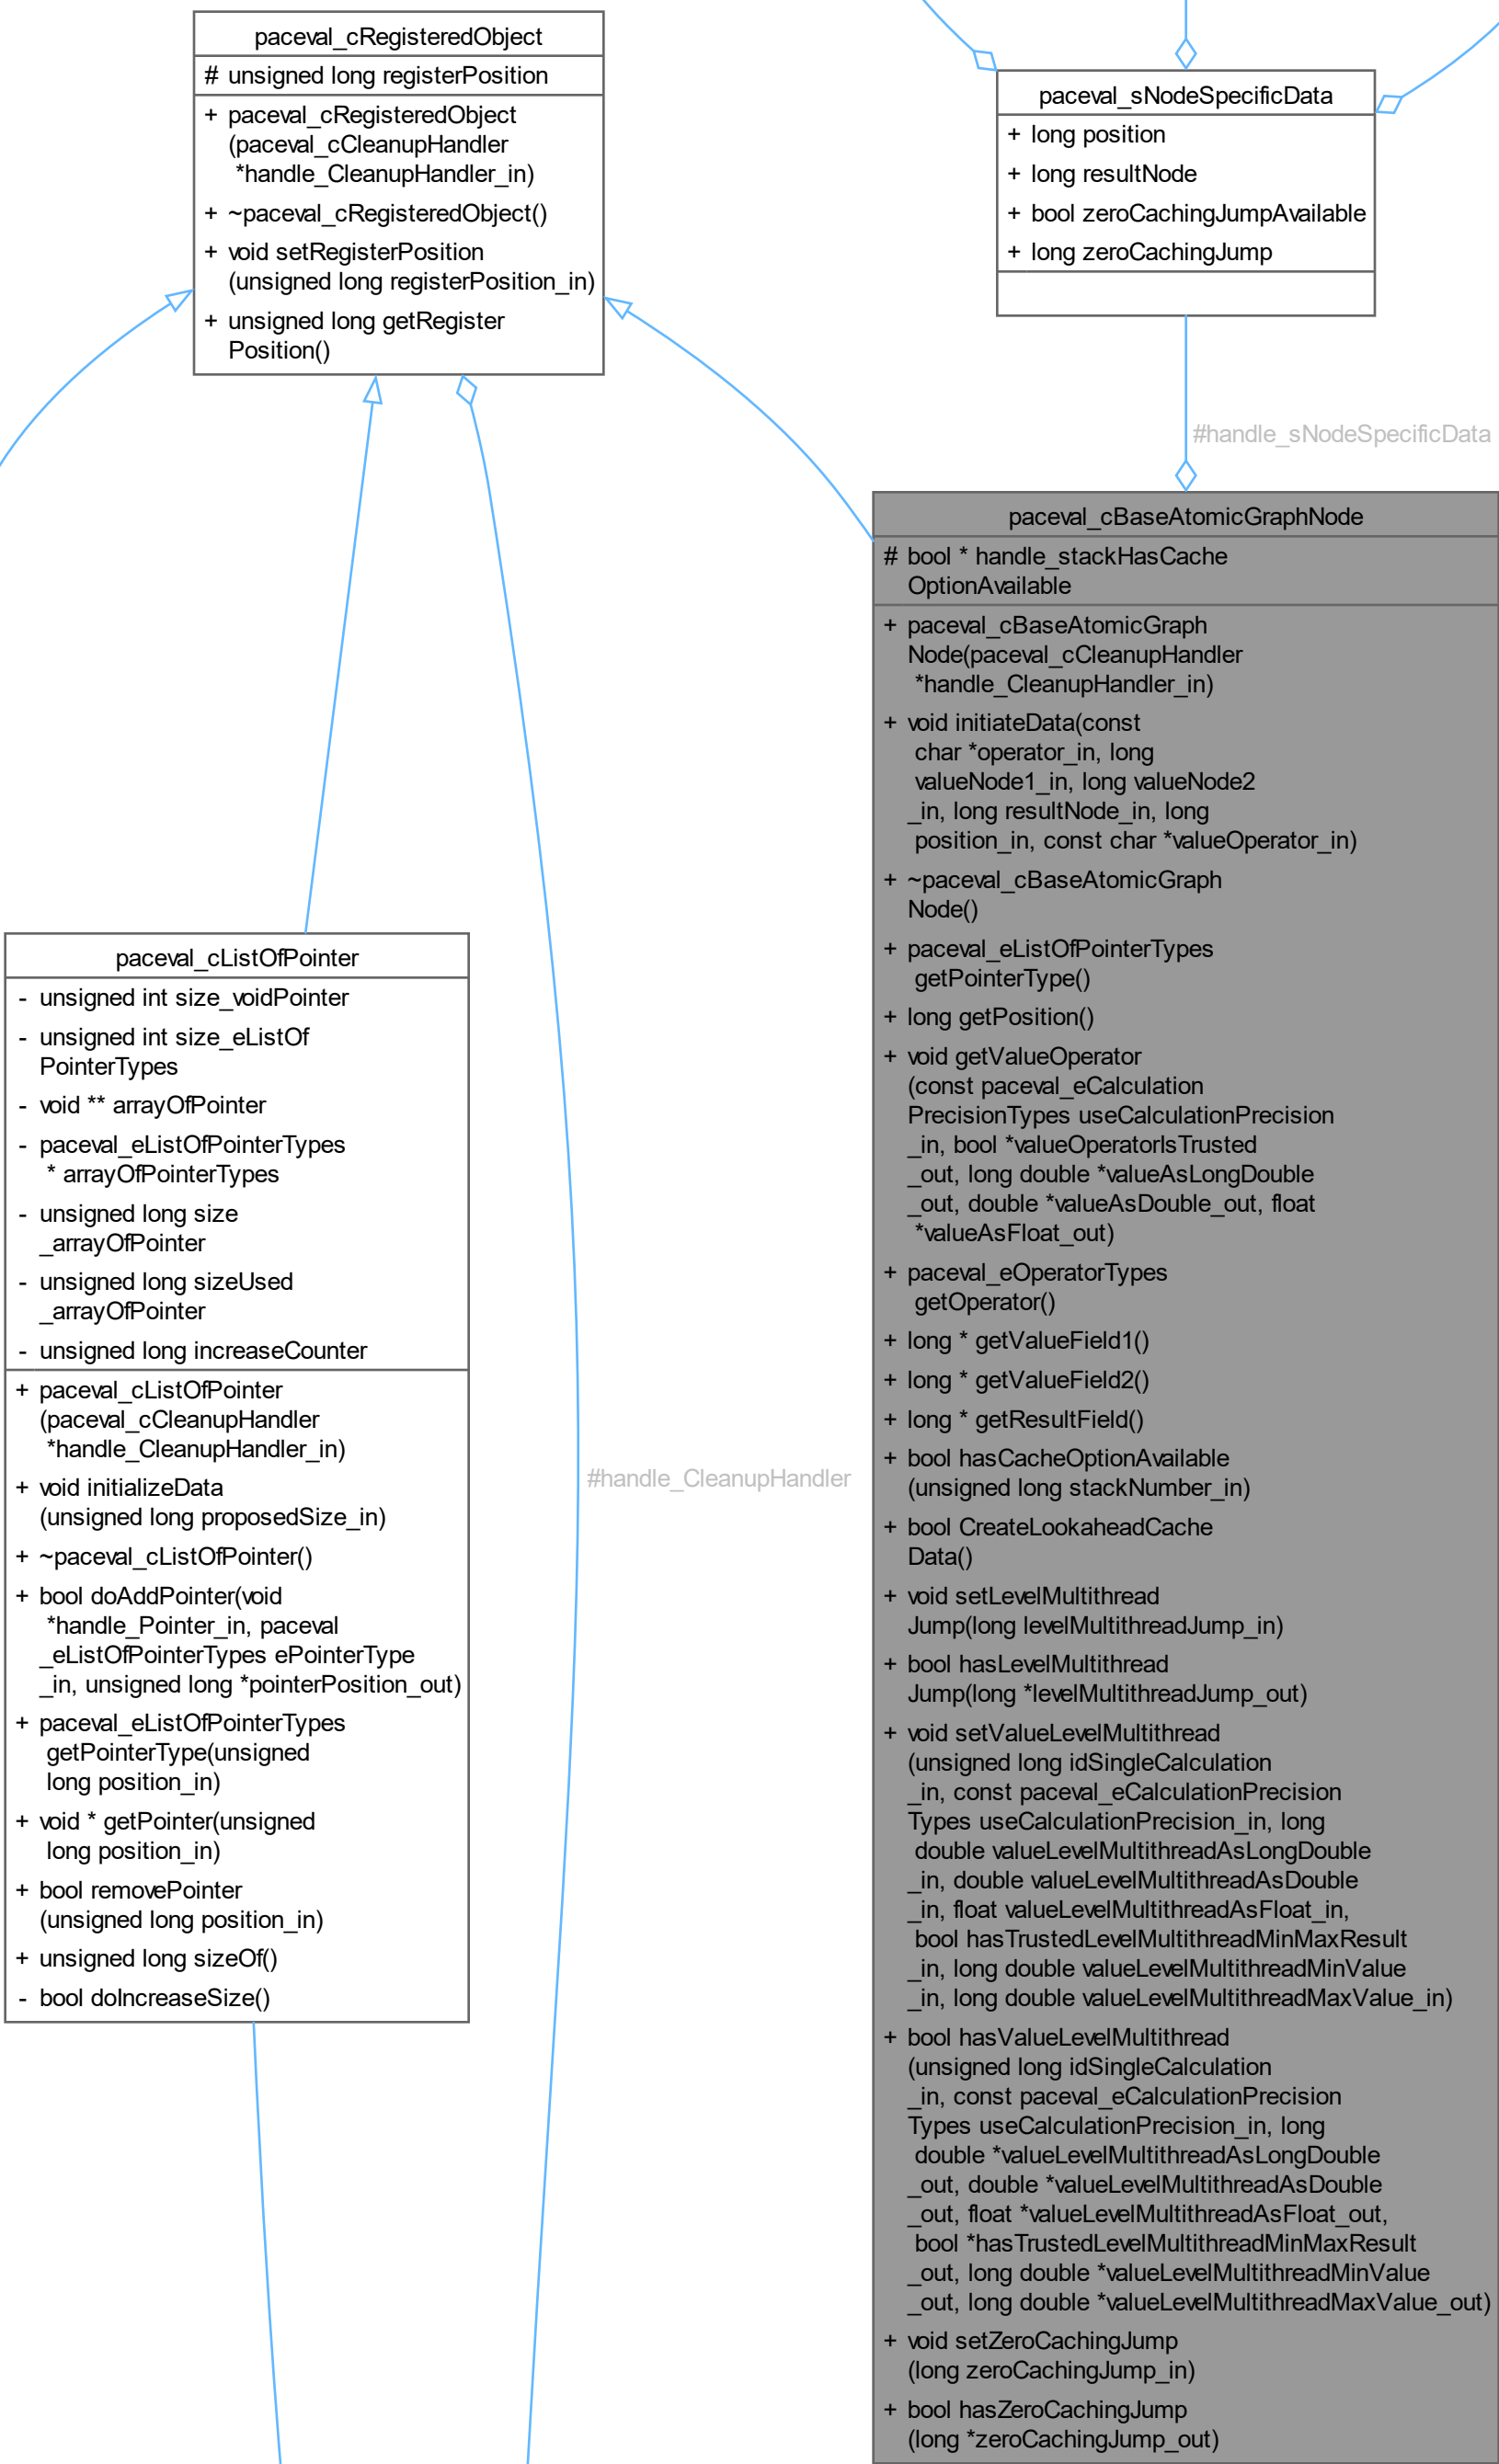 paceval_cRegisteredObject
# unsigned long registerPosition
+ paceval_cRegisteredObject
(paceval_cCleanupHandler
*handle_CleanupHandler_in)
+ ~paceval_cRegisteredObject()
+ void setRegisterPosition
(unsigned long registerPosition_in)
+ unsigned long getRegister
Position()
paceval_sNodeSpecificData
+ long position
+ long resultNode
+ bool zeroCachingJumpAvailable
+ long zeroCachingJump
#handle_sNodeSpecificData
paceval_cListOfPointer
- unsigned int size_voidPointer
- unsigned int size_eListOf
PointerTypes
- void ** arrayOfPointer
- paceval_eListOfPointerTypes
* arrayOfPointerTypes
- unsigned long size
_arrayOfPointer
- unsigned long sizeUsed
_arrayOfPointer
- unsigned long increaseCounter
+ paceval_cListOfPointer
(paceval_cCleanupHandler
*handle_CleanupHandler_in)
+ void initializeData
(unsigned long proposedSize_in)
+ ~paceval_cListOfPointer()
+ bool doAddPointer(void
*handle_Pointer_in, paceval
_eListOfPointerTypes ePointerType
_in, unsigned long *pointerPosition_out)
+ paceval_eListOfPointerTypes
getPointerType(unsigned
long position_in)
+ void * getPointer(unsigned
long position_in)
+ bool removePointer
(unsigned long position_in)
+ unsigned long sizeOf()
- bool doIncreaseSize()
#handle_CleanupHandler
paceval_cBaseAtomicGraphNode
# bool * handle_stackHasCache
OptionAvailable
+ paceval_cBaseAtomicGraph
Node(paceval_cCleanupHandler
*handle_CleanupHandler_in)
+ void initiateData(const
char *operator_in, long
valueNode1_in, long valueNode2
_in, long resultNode_in, long
position_in, const char *valueOperator_in)
+ ~paceval_cBaseAtomicGraph
Node()
+ paceval_eListOfPointerTypes
getPointerType()
+ long getPosition()
+ void getValueOperator
(const paceval_eCalculation
PrecisionTypes useCalculationPrecision
_in, bool *valueOperatorIsTrusted
_out, long double *valueAsLongDouble
_out, double *valueAsDouble_out, float
*valueAsFloat_out)
+ paceval_eOperatorTypes
getOperator()
+ long * getValueField1()
+ long * getValueField2()
+ long * getResultField()
+ bool hasCacheOptionAvailable
(unsigned long stackNumber_in)
+ bool CreateLookaheadCache
Data()
+ void setLevelMultithread
Jump(long levelMultithreadJump_in)
+ bool hasLevelMultithread
Jump(long *levelMultithreadJump_out)
+ void setValueLevelMultithread
(unsigned long idSingleCalculation
_in, const paceval_eCalculationPrecision
Types useCalculationPrecision_in, long
double valueLevelMultithreadAsLongDouble
_in, double valueLevelMultithreadAsDouble
_in, float valueLevelMultithreadAsFloat_in,
bool hasTrustedLevelMultithreadMinMaxResult
_in, long double valueLevelMultithreadMinValue
_in, long double valueLevelMultithreadMaxValue_in)
+ bool hasValueLevelMultithread
(unsigned long idSingleCalculation
_in, const paceval_eCalculationPrecision
Types useCalculationPrecision_in, long
double *valueLevelMultithreadAsLongDouble
_out, double *valueLevelMultithreadAsDouble
_out, float *valueLevelMultithreadAsFloat_out,
bool *hasTrustedLevelMultithreadMinMaxResult
_out, long double *valueLevelMultithreadMinValue
_out, long double *valueLevelMultithreadMaxValue_out)
+ void setZeroCachingJump
(long zeroCachingJump_in)
+ bool hasZeroCachingJump
(long *zeroCachingJump_out)